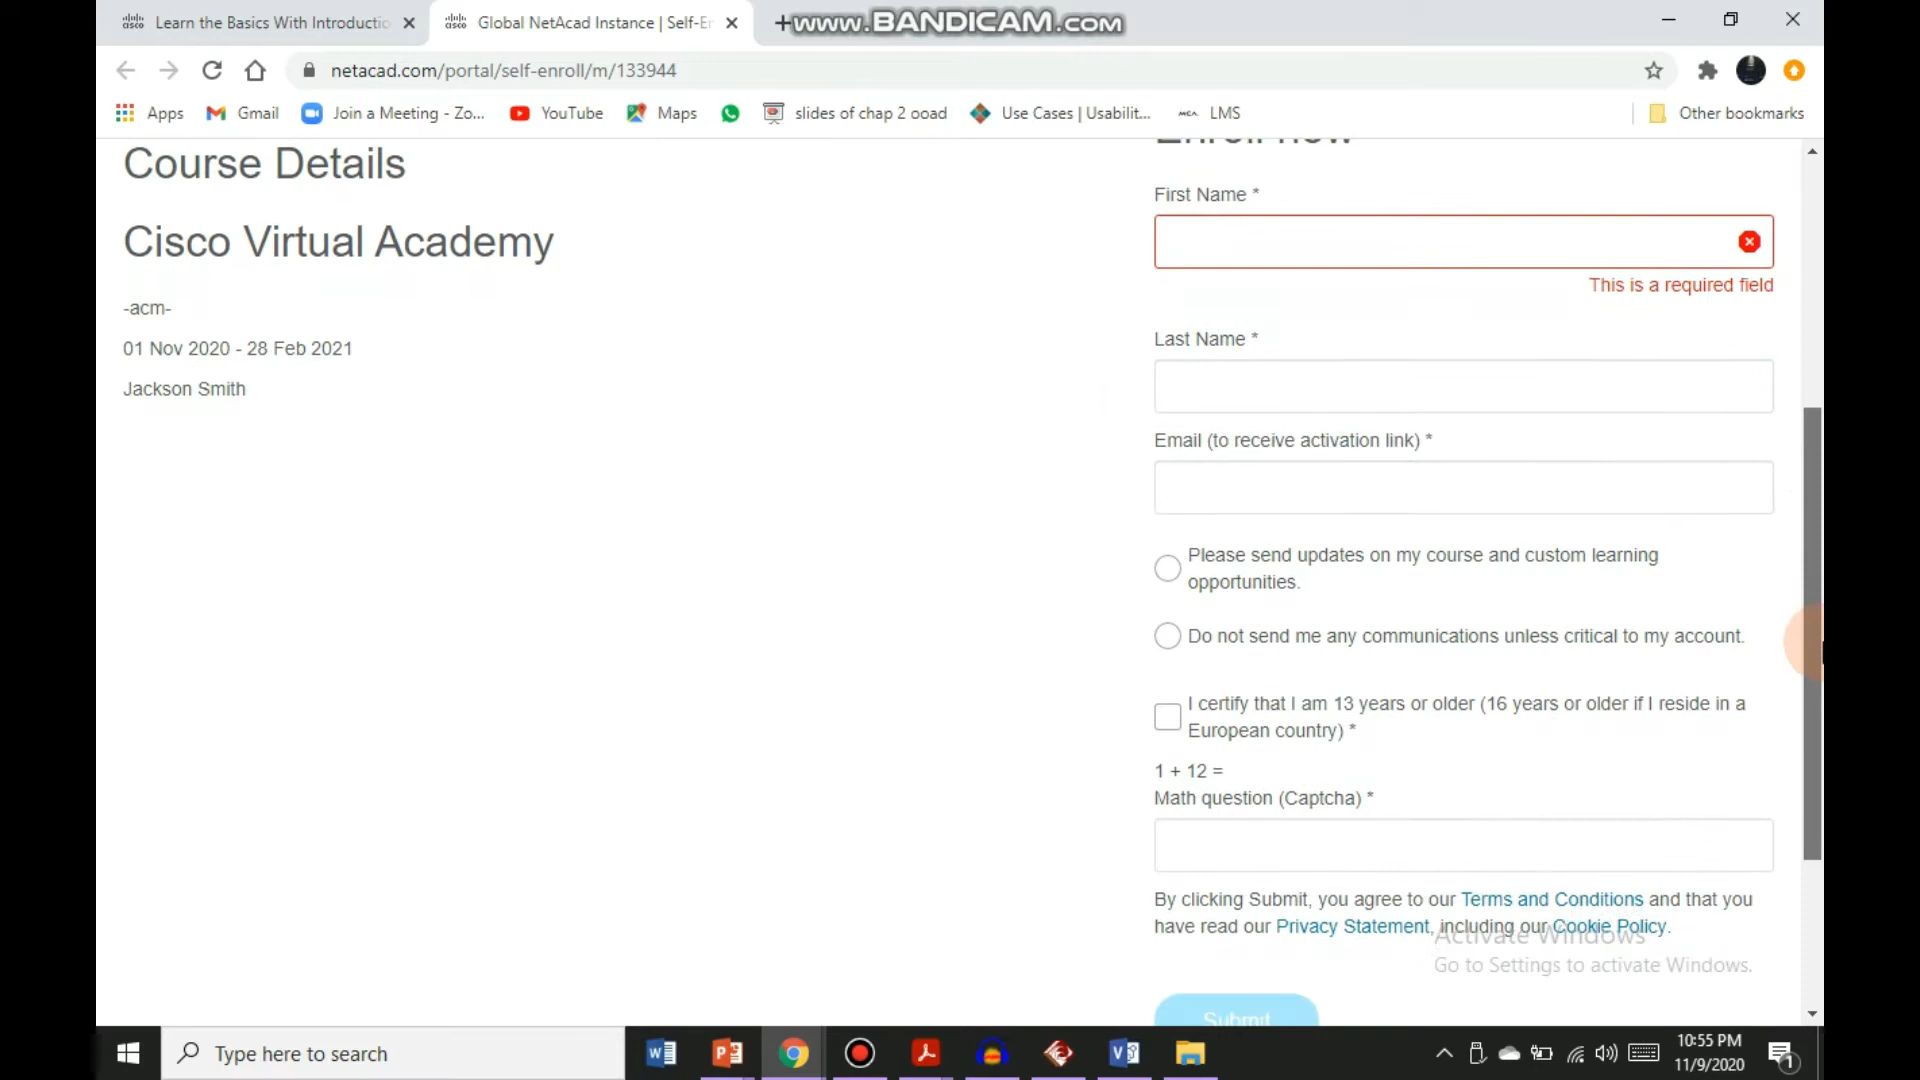 Learn the Basics With Introductio
Global NetAcad Instance | Self-Er
www.BANDICAM.com
netacad.com/portal/self-enroll/m/133944
Apps
Gmail
Join a Meeting - Zo...
YouTube
Maps
slides of chap 2 ooad
Use Cases | Usabilit...
LMS
Other bookmarks
Course Details
Cisco Virtual Academy
-acm-
01 Nov 2020 - 28 Feb 2021
Jackson Smith
Enroll now
First Name *
This is a required field
Last Name *
Email (to receive activation link) *
Please send updates on my course and custom learning
opportunities.
Do not send me any communications unless critical to my account.
I certify that I am 13 years or older (16 years or older if I reside in a
European country) *
1 + 12 =
Math question (Captcha) *
By clicking Submit, you agree to our Terms and Conditions and that you
have read our Privacy Statement, including our Cookie Policy.
Activate Windows
Go to Settings to activate Windows.
Submit
Type here to search
10:55 PM
11/9/2020
1